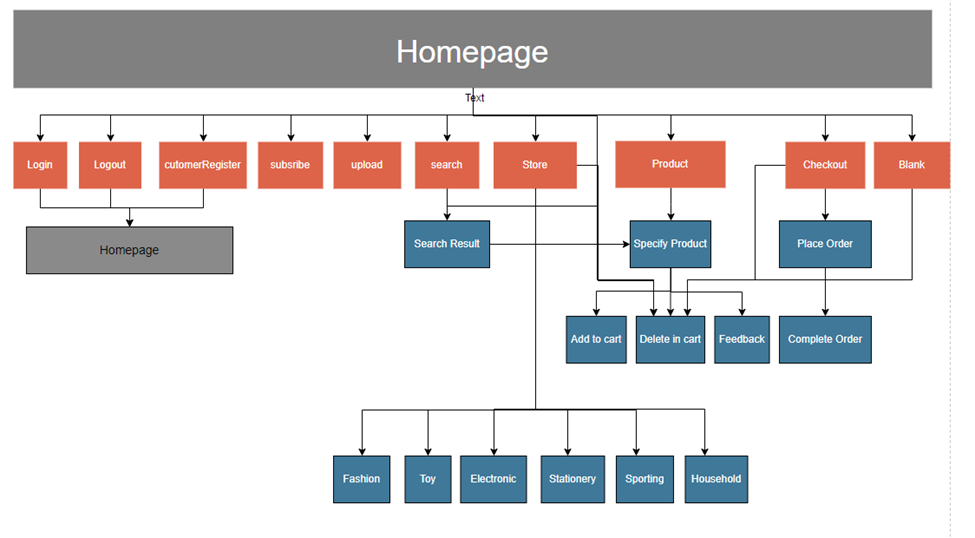 Homepage
Text
Login
Logout
cutomerRegister
subsribe
upload
search
Store
Product
Checkout
Blank
Homepage
Search Result
Specify Product
Place Order
Add to cart
Delete in cart
Feedback
Complete Order
Fashion
Toy
Electronic
Stationery
Sporting
Household